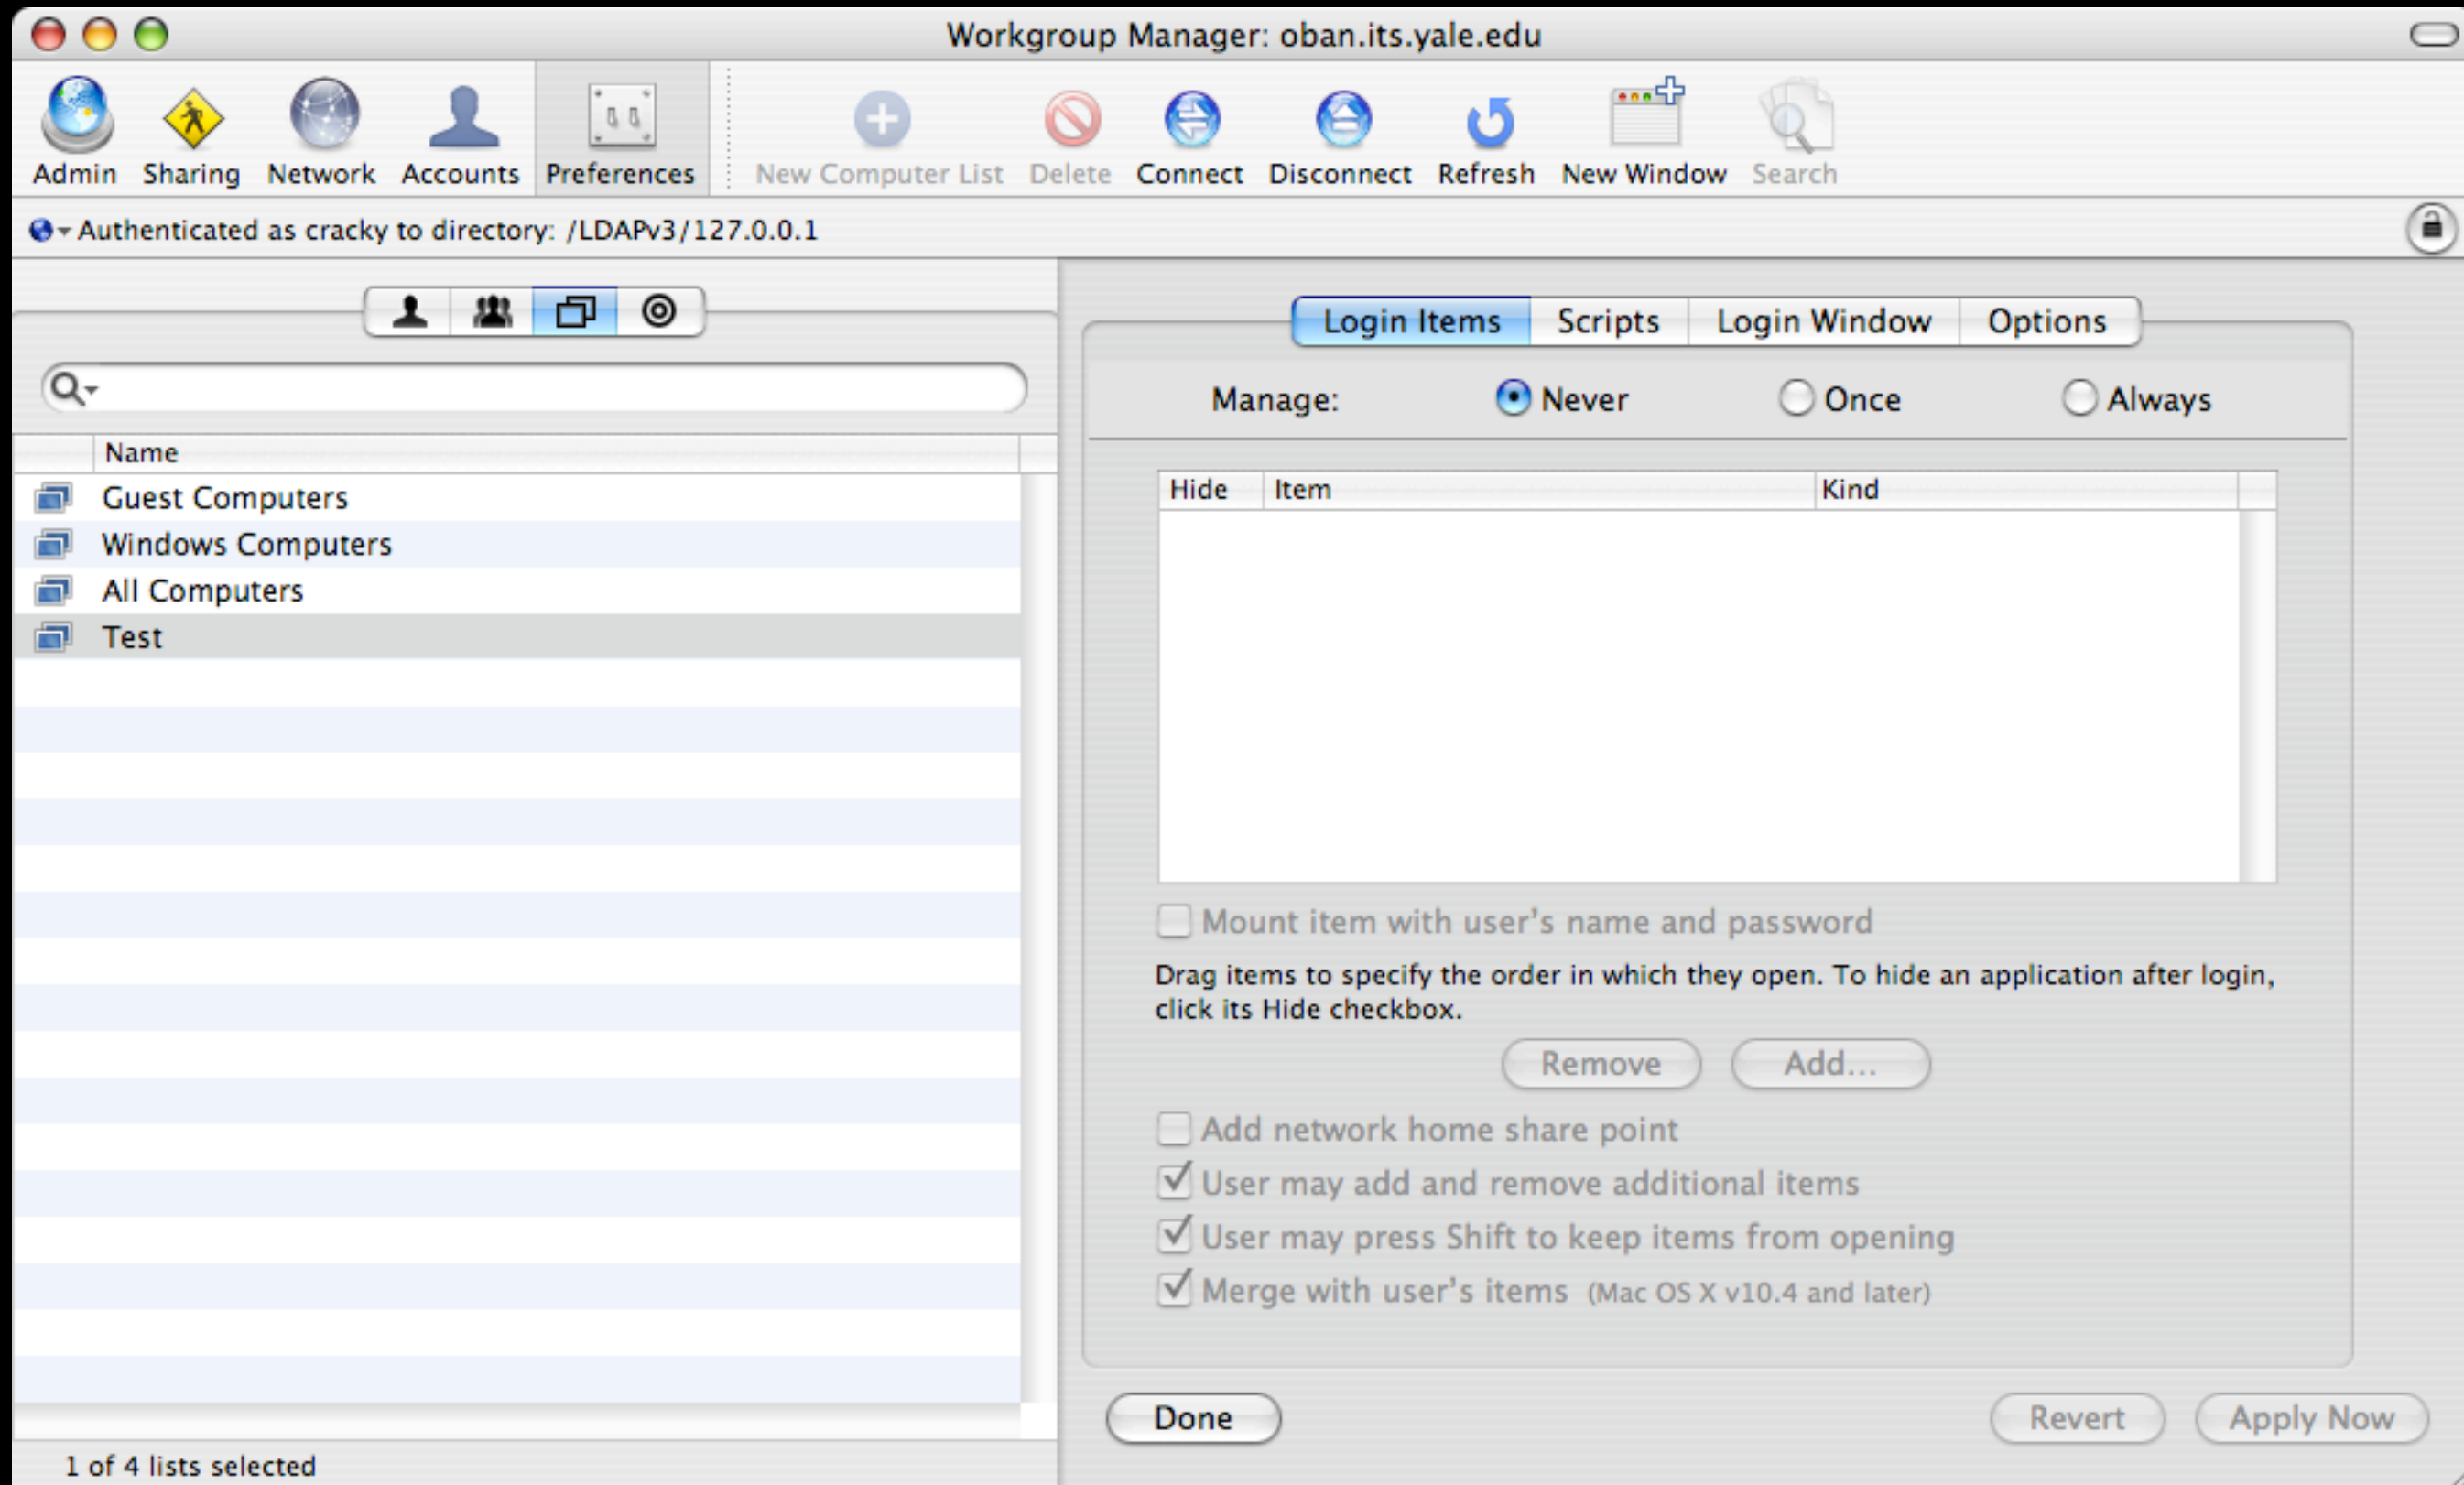 Workgroup Manager: oban.its.yale.edu
Admin Sharing Network Accounts Preferences New Computer List Delete Connect Disconnect Refresh New Window Search
Authenticated as cracky to directory: /LDAPv3/127.0.0.1
Login Items Scripts Login Window Options
Manage: Never Once Always
Name
Guest Computers
Windows Computers
All Computers
Test
Hide Item Kind
Mount item with user's name and password
Drag items to specify the order in which they open. To hide an application after login,
click its Hide checkbox.
Remove Add...
Add network home share point
User may add and remove additional items
User may press Shift to keep items from opening
Merge with user's items (Mac OS X v10.4 and later)
Done Revert Apply Now
1 of 4 lists selected